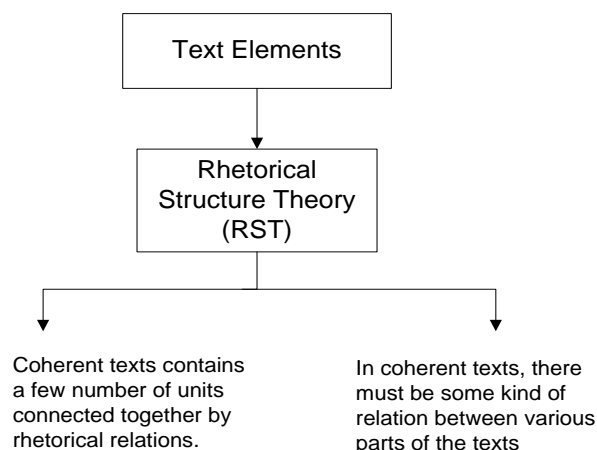 Text Elements
Rhetorical
Structure Theory
(RST)
Coherent texts contains
a few number of units
connected together by
rhetorical relations.
In coherent texts, there
must be some kind of
relation between various
parts of the texts